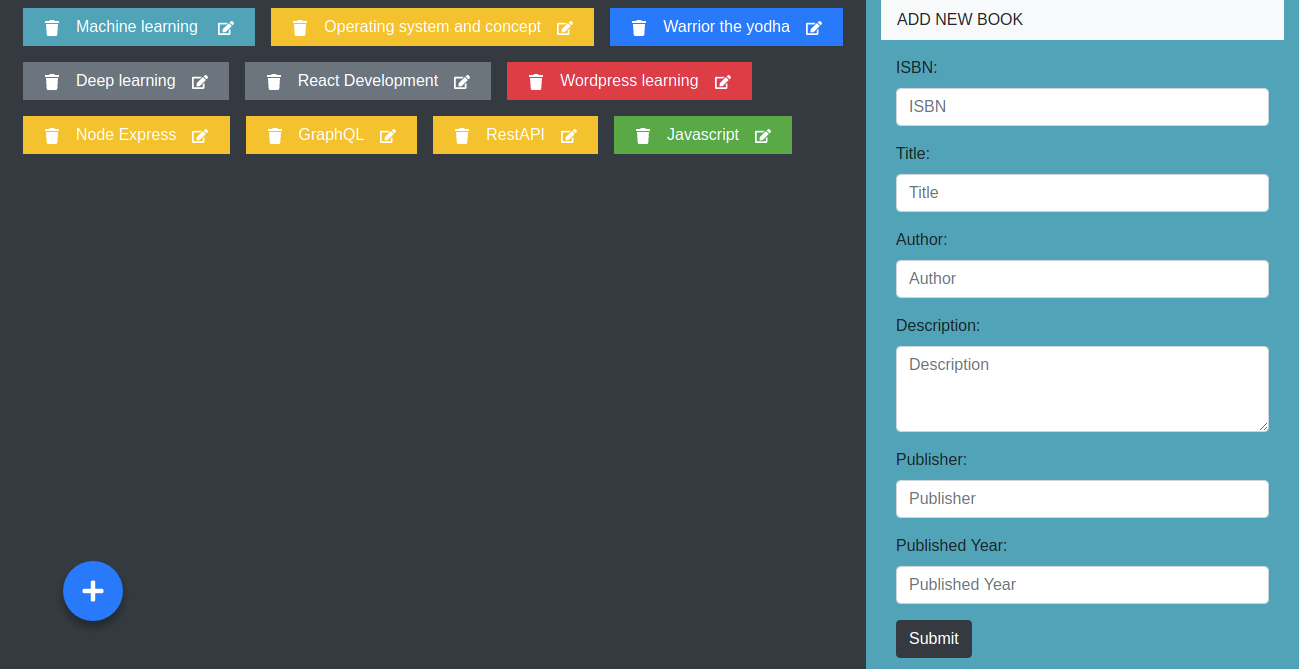 Machine learning
Operating system and concept
Warrior the yodha
Deep learning
React Development
Wordpress learning
Node Express
GraphQL
RestAPI
Javascript
ADD NEW BOOK
ISBN:
ISBN
Title:
Title
Author:
Author
Description:
Description
Publisher:
Publisher
Published Year:
Published Year
Submit